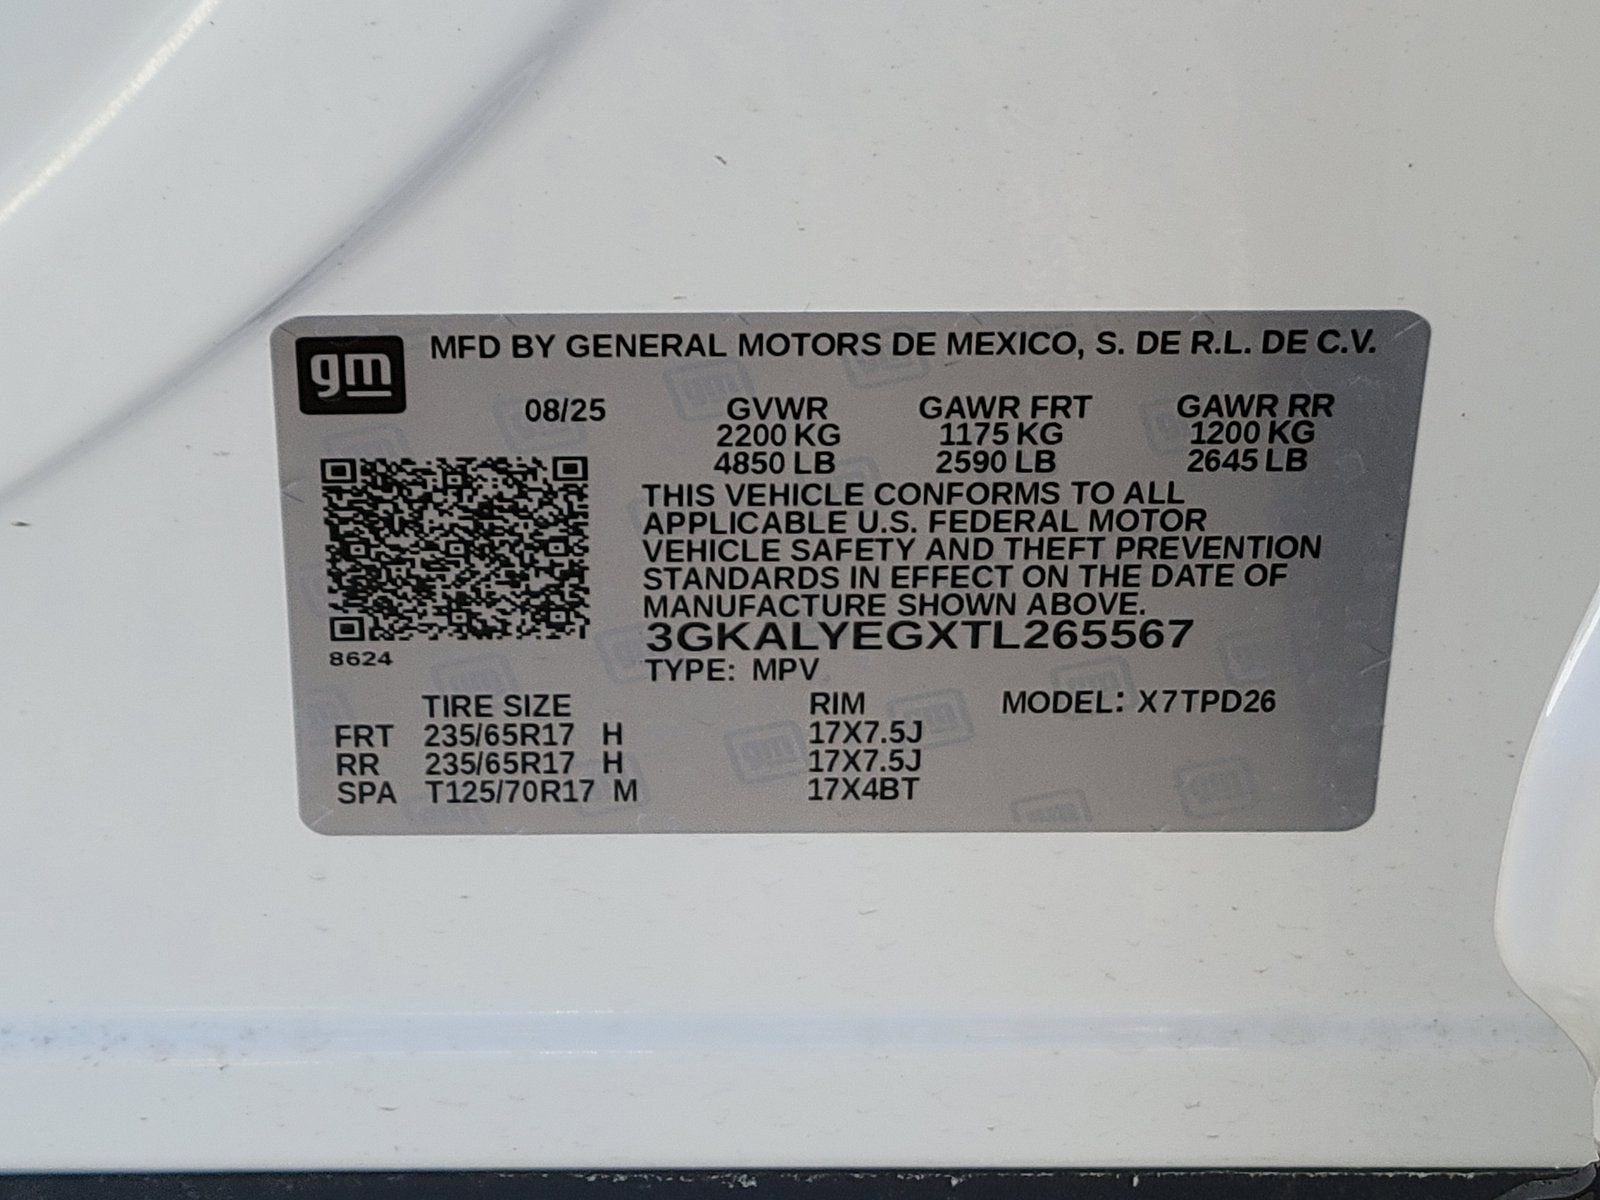 gm
MFD BY GENERAL MOTORS DE MEXICO, S. DE R.L. DE C.V.
08/25 GVWR GAWR FRT GAWR RR
2200 KG 1175 KG 1200 KG
4850 LB 2590 LB 2645 LB
THIS VEHICLE CONFORMS TO ALL
APPLICABLE U.S. FEDERAL MOTOR
VEHICLE SAFETY AND THEFT PREVENTION
STANDARDS IN EFFECT ON THE DATE OF
MANUFACTURE SHOWN ABOVE.
3GKALYEGXTL265567
8624
TYPE: MPV
TIRE SIZE RIM MODEL: X7TPD26
FRT 235/65R17 H 17X7.5J
RR 235/65R17 H 17X7.5J
SPA T125/70R17 M 17X4BT